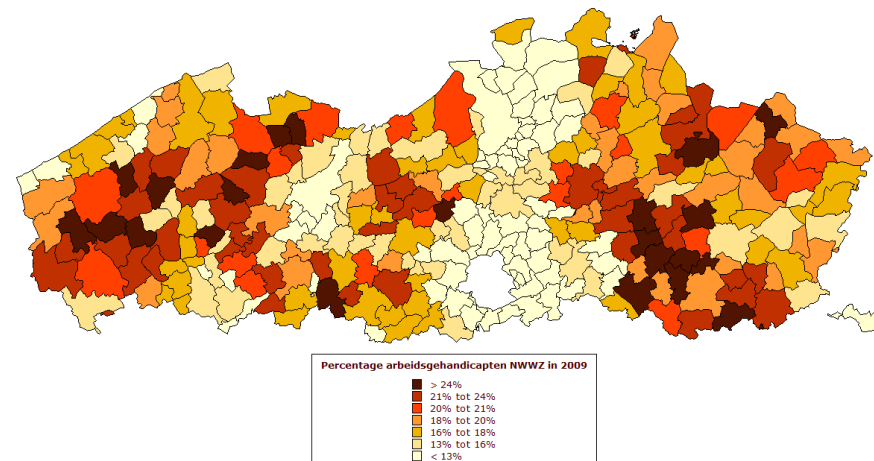 Percentage arbeidsgehandicapten NWWZ in 2009
> 24%
21% tot 24%
20% tot 21%
18% tot 20%
16% tot 18%
13% tot 16%
< 13%